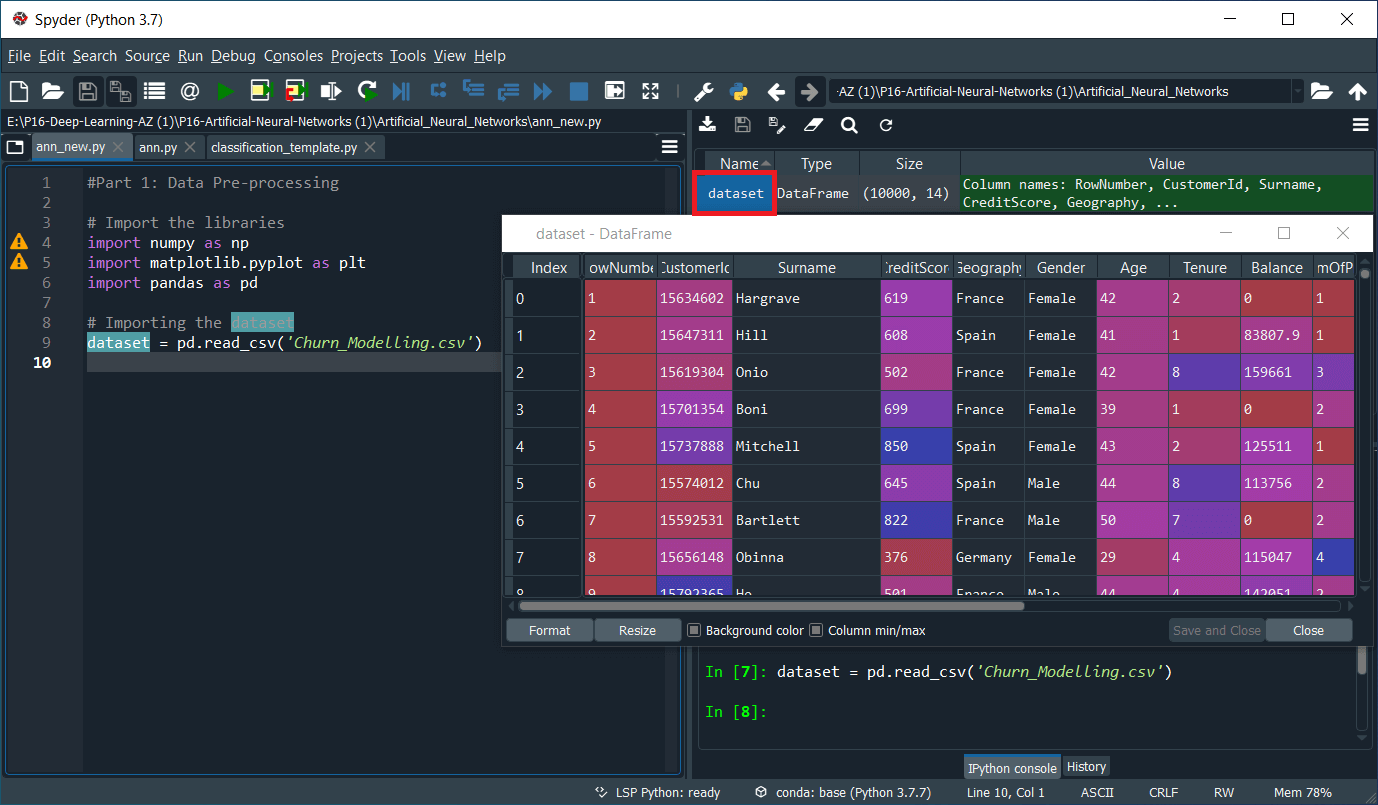 Spyder (Python 3.7)
File Edit Search Source Run Debug Consoles Projects Tools View Help
·AZ (1)\P16-Artificial-Neural-Networks (1)\Artificial_Neural_Networks
E:\P16-Deep-Learning-AZ (1)\P16-Artificial-Neural-Networks (1)\Artificial_Neural_Networks\ann_new.py
ann_new.py ann.py classification_template.py
1 #Part 1: Data Pre-processing
2
3 # Import the libraries
4 import numpy as np
5 import matplotlib.pyplot as plt
6 import pandas as pd
7
8 # Importing the dataset
9 dataset = pd.read_csv('Churn_Modelling.csv')
10
Name Type Size Value
dataset DataFrame (10000, 14) Column names: RowNumber, CustomerId, Surname,
CreditScore, Geography, ...
dataset - DataFrame
Index owNumbe CustomerId Surname CreditScor Geography Gender Age Tenure Balance mOfP
0 1 15634602 Hargrave 619 France Female 42 2 0 1
1 2 15647311 Hill 608 Spain Female 41 1 83807.9 1
2 3 15619304 Onio 502 France Female 42 8 159661 3
3 4 15701354 Boni 699 France Female 39 1 0 2
4 5 15737888 Mitchell 850 Spain Female 43 2 125511 1
5 6 15574012 Chu 645 Spain Male 44 8 113756 2
6 7 15592531 Bartlett 822 France Male 50 7 0 2
7 8 15656148 Obinna 376 Germany Female 29 4 115047 4
8 9 15792365 He 501 France Male 44 4 142051 2
Format Resize Background color Column min/max Save and Close Close
In [7]: dataset = pd.read_csv('Churn_Modelling.csv')
In [8]:
IPython console History
LSP Python: ready conda: base (Python 3.7.7) Line 10, Col 1 ASCII CRLF RW Mem 78%